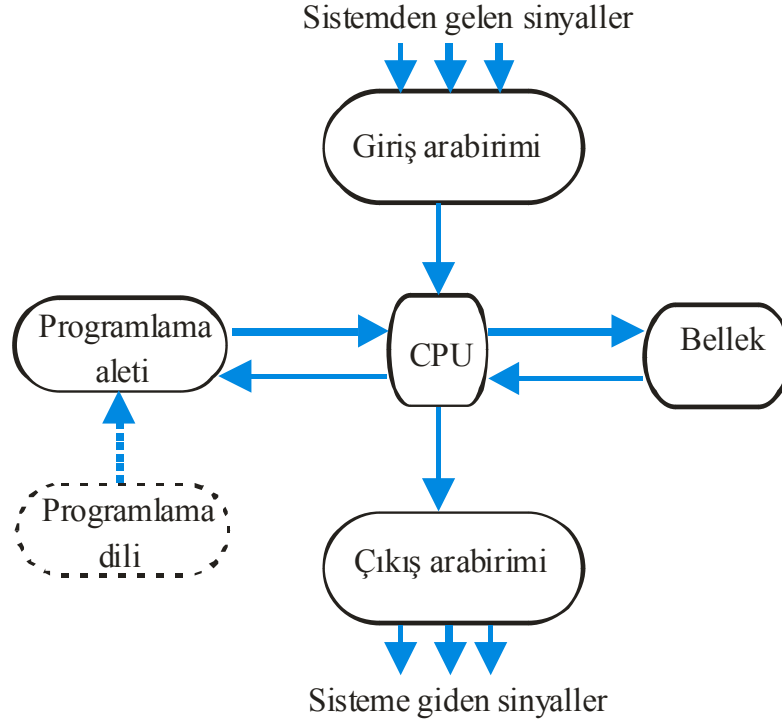 Sistemden gelen sinyaller
Giriş arabirimi
Programlama
aleti
CPU
Bellek
Programlama
dili
Çıkış arabirimi
Sisteme giden sinyaller